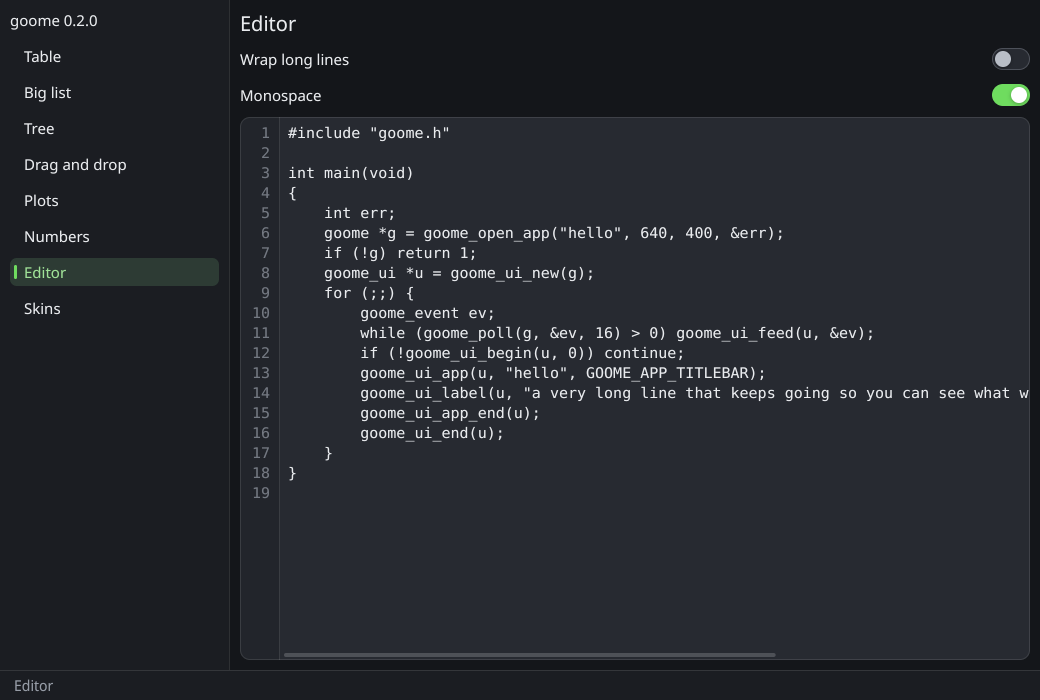 goome 0.2.0
Table
Big list
Tree
Drag and drop
Plots
Numbers
Editor
Skins
Editor
Wrap long lines
Monospace
1 #include "goome.h"
2
3 int main(void)
4 {
5     int err;
6     goome *g = goome_open_app("hello", 640, 400, &err);
7     if (!g) return 1;
8     goome_ui *u = goome_ui_new(g);
9     for (;;) {
10         goome_event ev;
11         while (goome_poll(g, &ev, 16) > 0) goome_ui_feed(u, &ev);
12         if (!goome_ui_begin(u, 0)) continue;
13         goome_ui_app(u, "hello", GOOME_APP_TITLEBAR);
14         goome_ui_label(u, "a very long line that keeps going so you can see what w
15         goome_ui_app_end(u);
16         goome_ui_end(u);
17     }
18 }
19
Editor